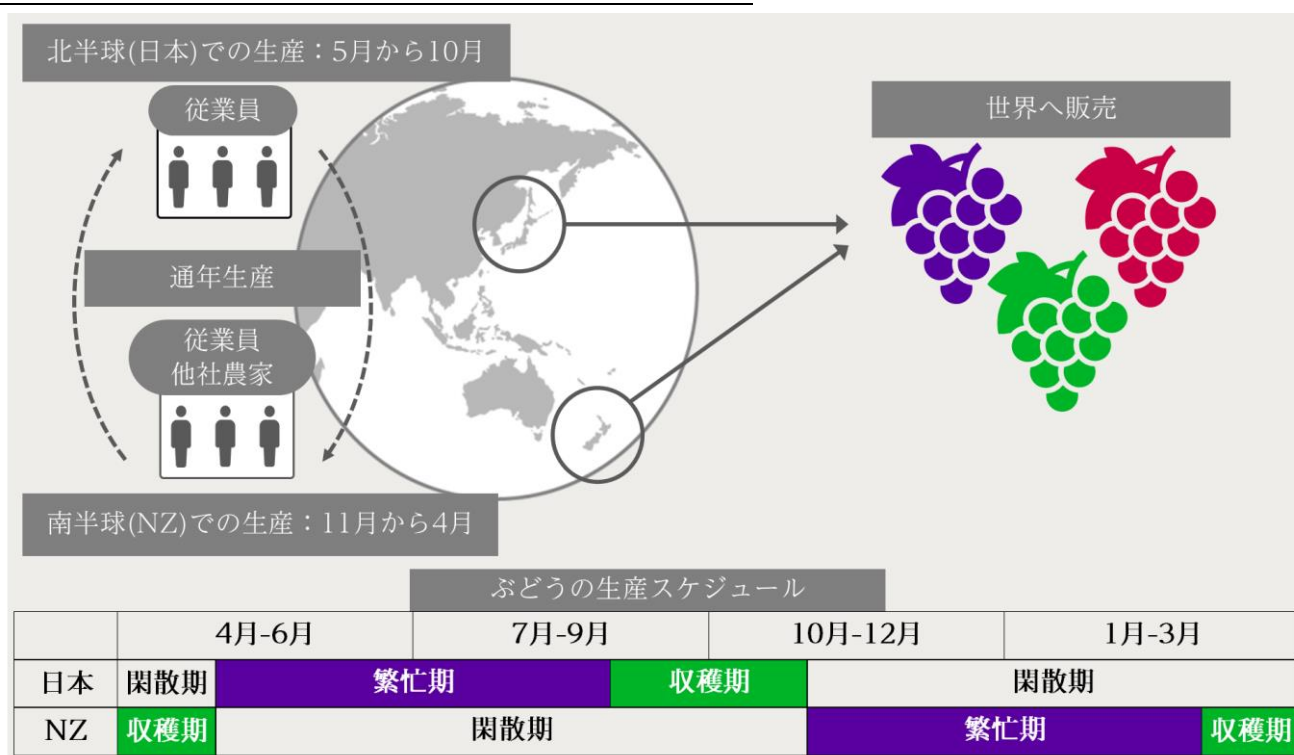 北半球(日本)での生産：5月から10月
従業員
世界へ販売
通年生産
従業員
他社農家
南半球(NZ)での生産：11月から4月
ぶどうの生産スケジュール
4月-6月 7月-9月 10月-12月 1月-3月
日本 閑散期 繁忙期 収穫期 閑散期
NZ 収穫期 閑散期 繁忙期 収穫期